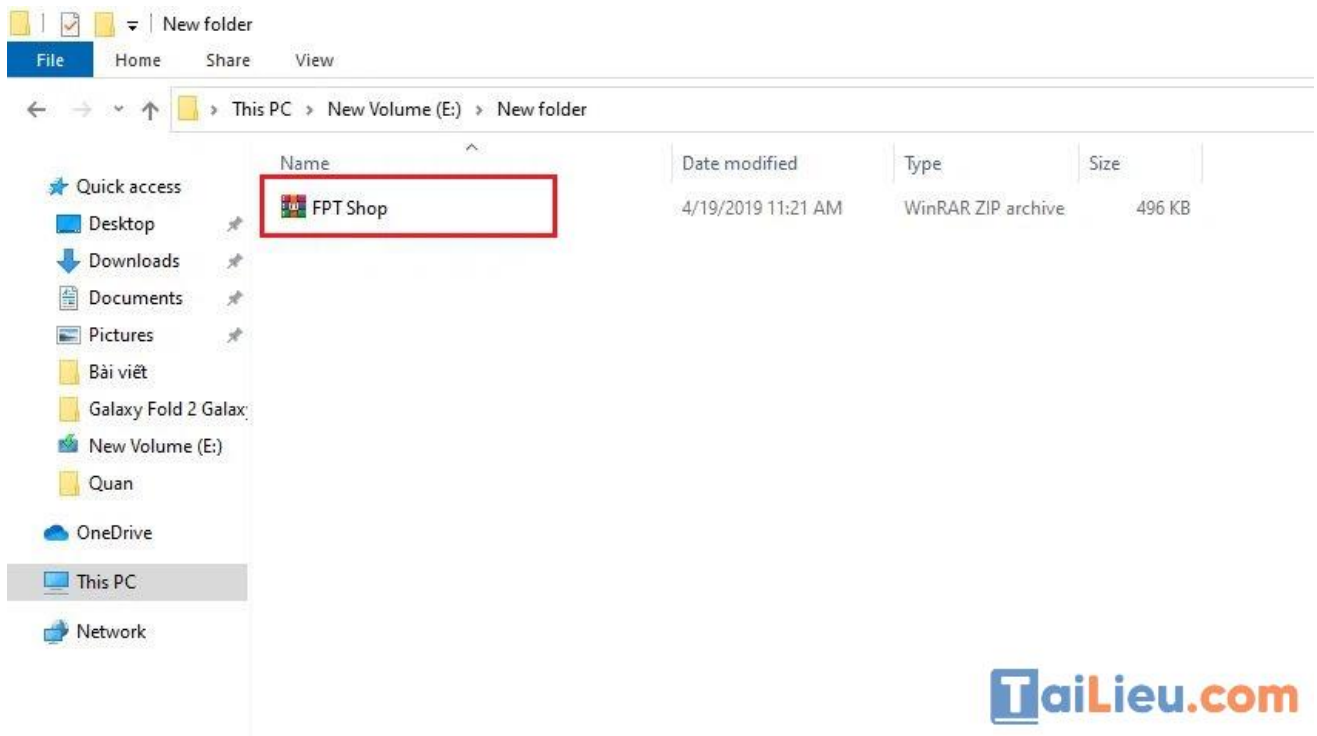 New folder
File Home Share View
This PC > New Volume (E:) > New folder
Name Date modified Type Size
FPT Shop 4/19/2019 11:21 AM WinRAR ZIP archive 496 KB
Quick access
Desktop
Downloads
Documents
Pictures
Bài viết
Galaxy Fold 2 Galax
New Volume (E:)
Quan
OneDrive
This PC
Network
TaiLieu.com